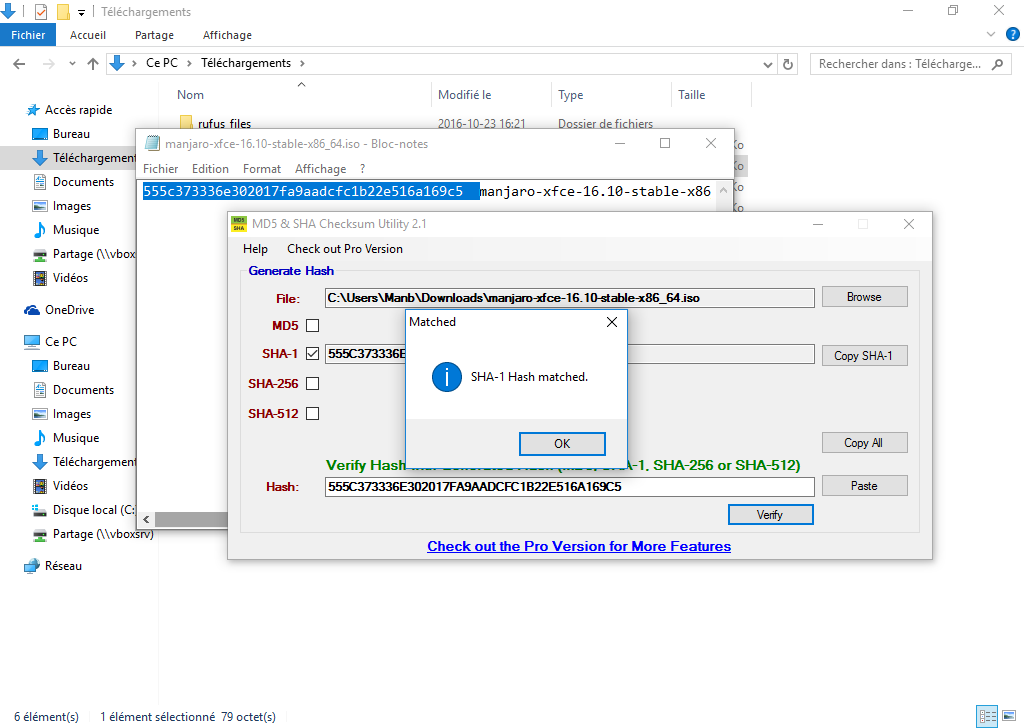 Téléchargements
Fichier Accueil Partage Affichage
Ce PC Téléchargements Rechercher dans : Télécharge...
Nom Modifié le Type Taille
rufus_files 2016-10-23 16:21 Dossier de fichiers
Accès rapide
Bureau
Téléchargement
Documents
Images
Musique
Partage (\\vbox
Vidéos
OneDrive
Ce PC
Bureau
Documents
Images
Musique
Téléchargement
Vidéos
Disque local (C:
Partage (\\vboxsrv)
Réseau
Ko
Ko
Ko
Ko
manjaro-xfce-16.10-stable-x86_64.iso - Bloc-notes
Fichier Edition Format Affichage ?
555c373336e302017fa9aadcfc1b22e516a169c5 manjaro-xfce-16.10-stable-x86
MD5 SHA
MD5 & SHA Checksum Utility 2.1
Help Check out Pro Version
Generate Hash
File: C:\Users\Manb\Downloads\manjaro-xfce-16.10-stable-x86_64.iso Browse
MD5
SHA-1 555C373336E Copy SHA-1
SHA-256
SHA-512
Copy All
Verify Hash SHA-256 or SHA-512)
Hash: 555C373336E302017FA9AADCFC1B22E516A169C5 Paste
Verify
Check out the Pro Version for More Features
Matched
SHA-1 Hash matched.
OK
6 élément(s) 1 élément sélectionné 79 octet(s)